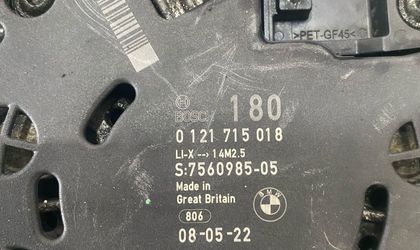 >PET-GF45<
BOSCH 180
0 121 715 018
LI-X --> 14M2.5
S:7560985-05
Made in
Great Britain
BMW
806
08-05-22